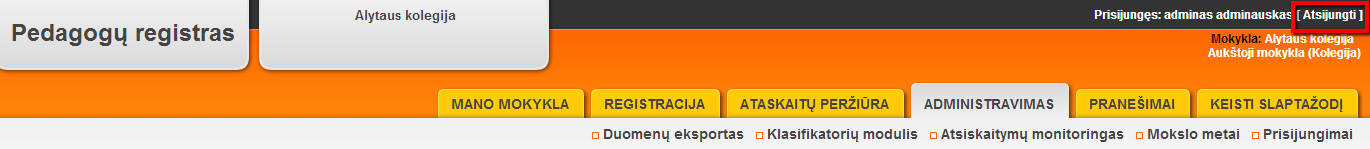 Pedagogų registras
Alytaus kolegija
Prisijungęs: adminas adminauskas [ Atsijungti ]
Mokykla: Alytaus kolegija
Aukštoji mokykla (Kolegija)
MANO MOKYKLA REGISTRACIJA ATASKAITŲ PERŽIŪRA ADMINISTRAVIMAS PRANEŠIMAI KEISTI SLAPTAŽODĮ
Duomenų eksportas Klasifikatorių modulis Atsiskaitymų monitoringas Mokslo metai Prisijungimai